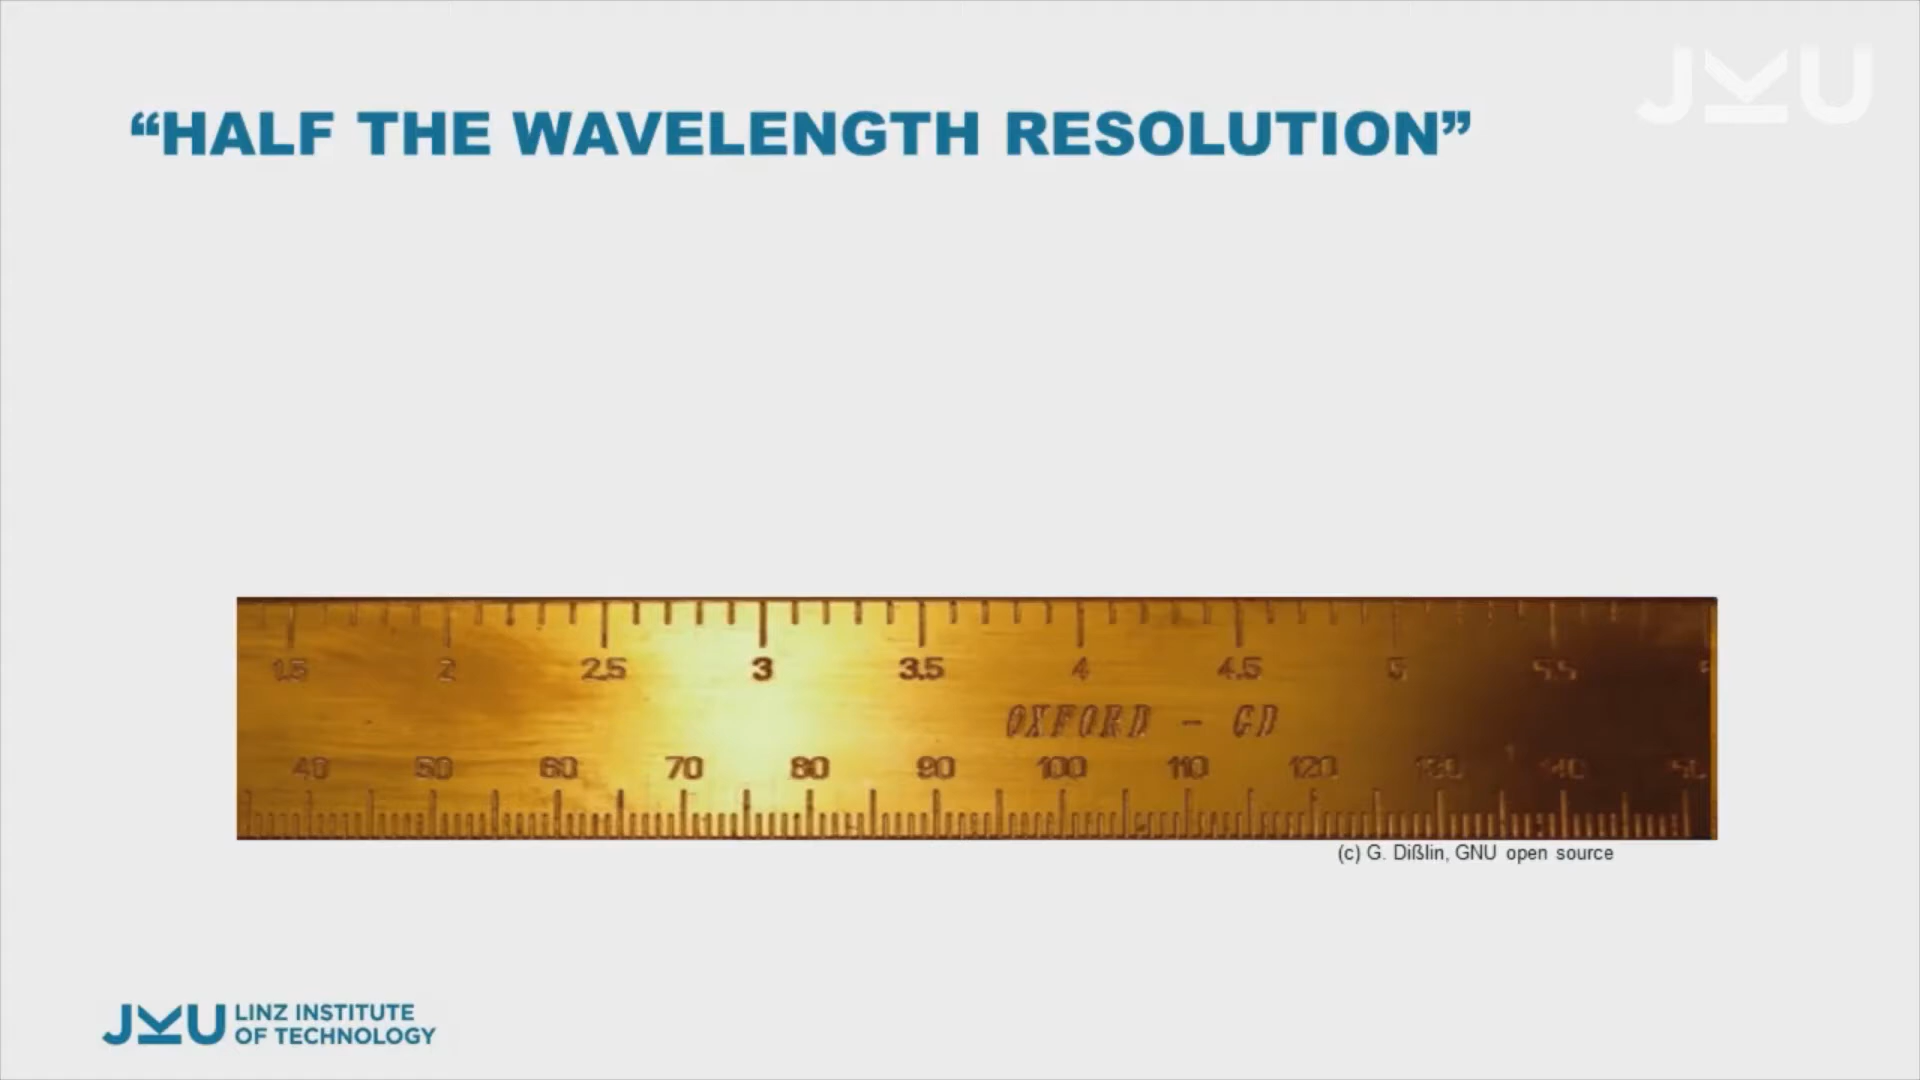 JKU
“HALF THE WAVELENGTH RESOLUTION”
1.5 2 2.5 3 3.5 4 4.5 5 5.5
OXFORD - GD
40 50 60 70 80 90 100 110 120 130 140
(c) G. Dißlin, GNU open source
JKU LINZ INSTITUTE
OF TECHNOLOGY